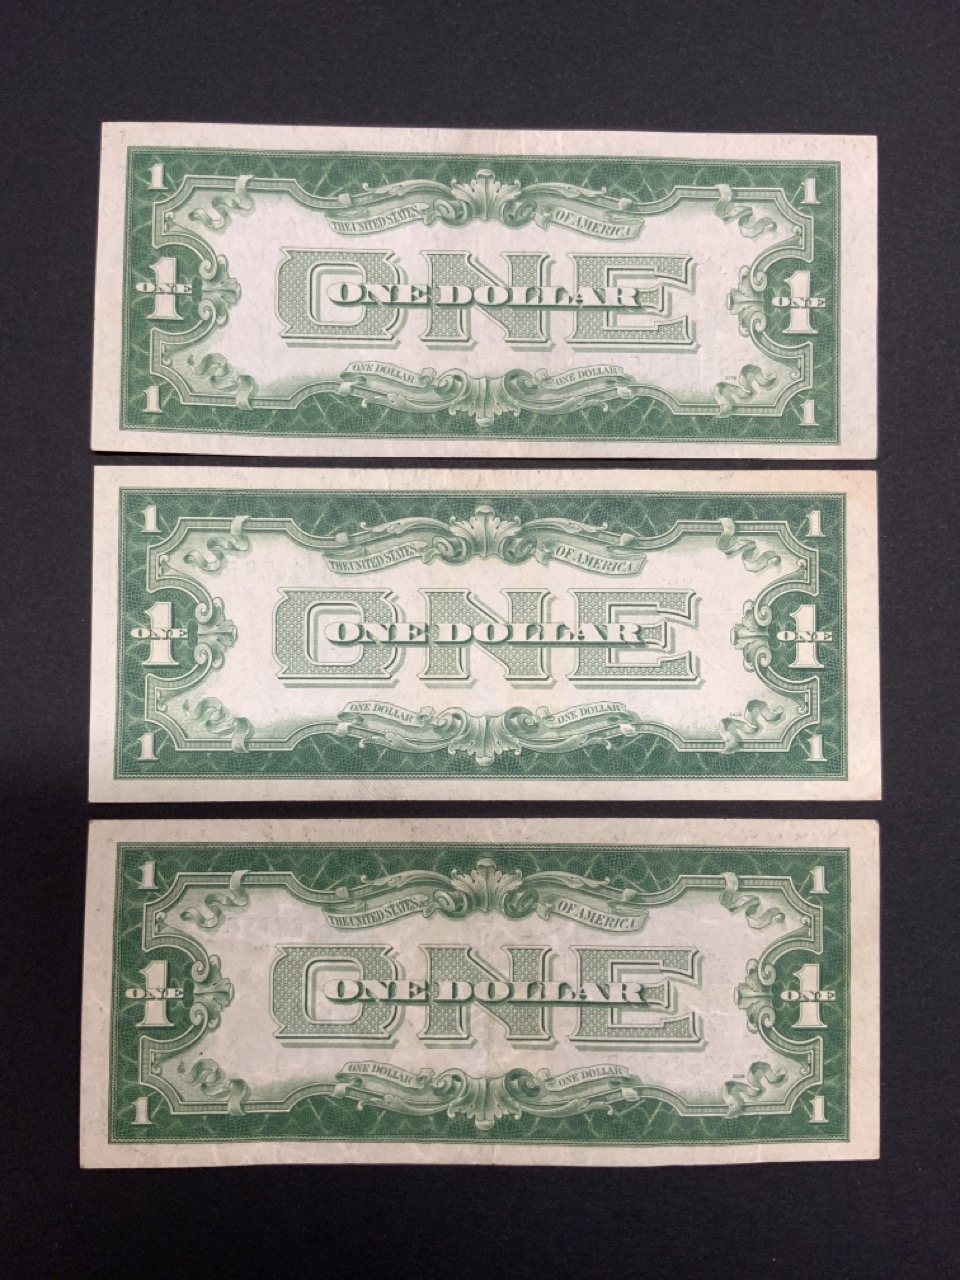 1 1
THE UNITED STATES OF AMERICA
ONE
1 ONE ONE DOLLAR 1 ONE
ONE DOLLAR ONE DOLLAR
1 1
1 1
THE UNITED STATES OF AMERICA
ONE
1 ONE ONE DOLLAR 1 ONE
ONE DOLLAR ONE DOLLAR
1 1
1 1
THE UNITED STATES OF AMERICA
ONE
1 ONE ONE DOLLAR 1 ONE
ONE DOLLAR ONE DOLLAR
1 1